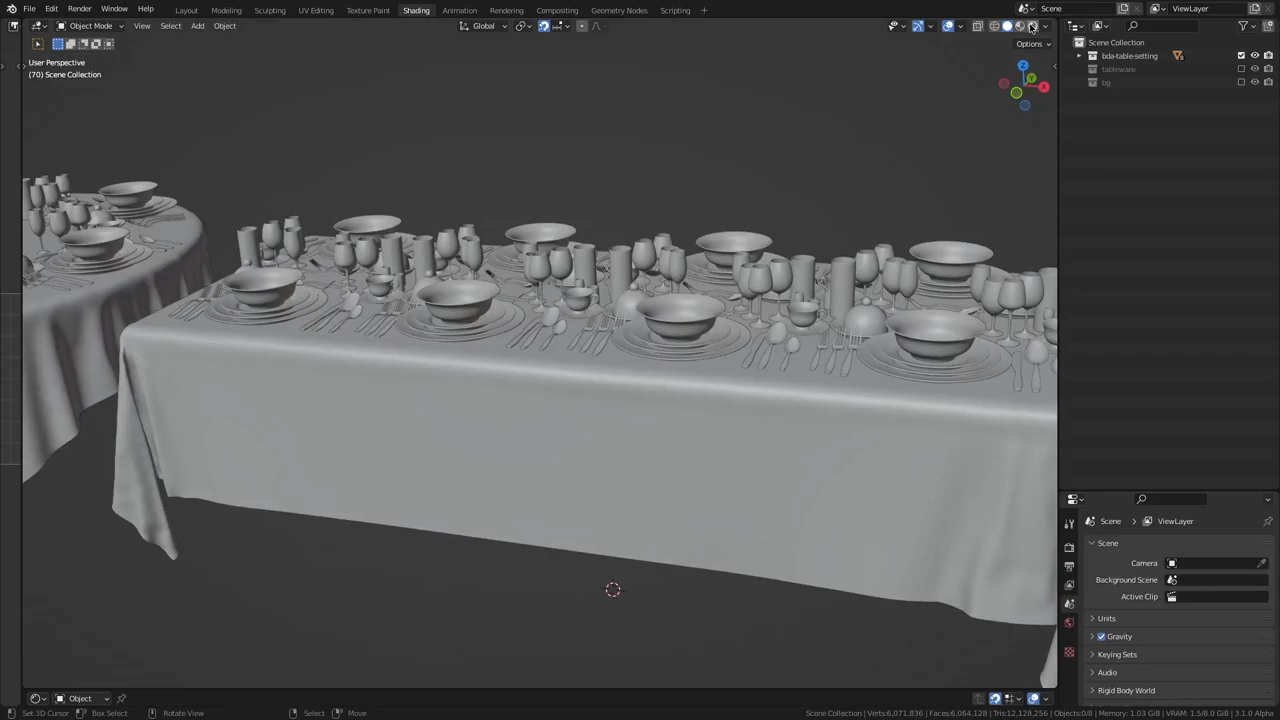 File Edit Render Window Help Layout Modeling Sculpting UV Editing Texture Paint Shading Animation Rendering Compositing Geometry Nodes Scripting + Scene ViewLayer
Object Mode View Select Add Object Global
Options
User Perspective
(70) Scene Collection
Z
Y
X
Scene Collection
bda-table-setting 8
tableware
bg
Scene ViewLayer
Scene
Camera
Background Scene
Active Clip
Units
Gravity
Keying Sets
Audio
Rigid Body World
Object
Set 3D Cursor Box Select Rotate View Select Move Scene Collection | Verts:6,071,836 | Faces:6,064,128 | Tris:12,128,256 | Objects:0/8 | Memory: 1.03 GiB | VRAM: 1.5/8.0 GiB | 3.1.0 Alpha